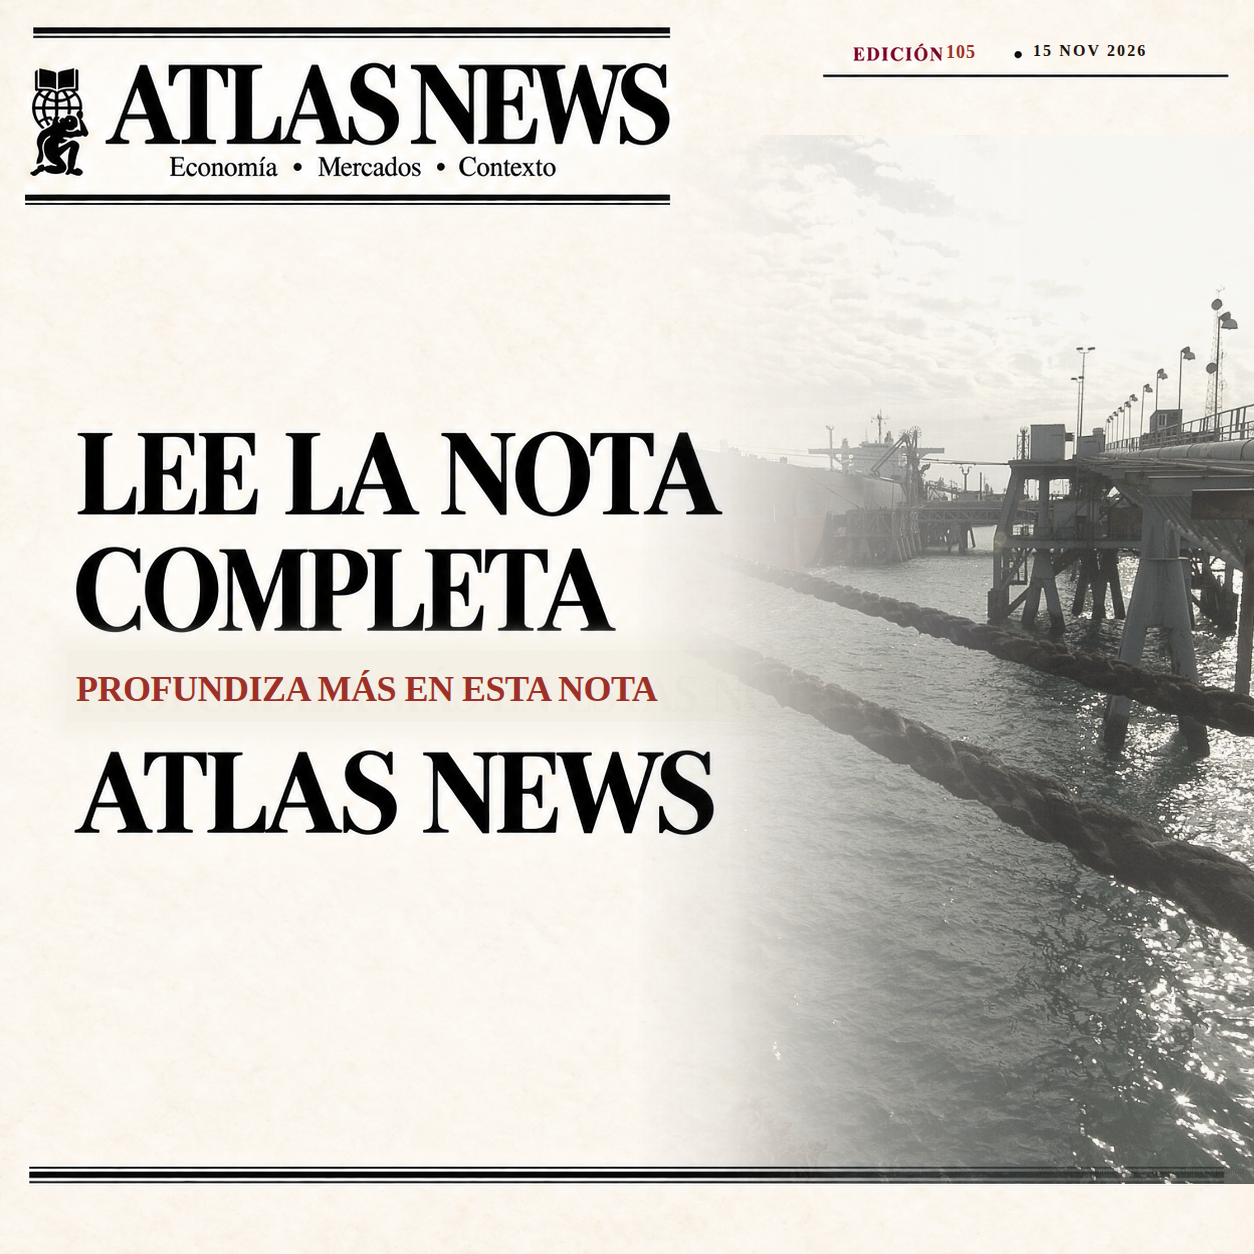 ATLAS NEWS
Economía • Mercados • Contexto
EDICIÓN 105 • 15 NOV 2026
LEE LA NOTA
COMPLETA
PROFUNDIZA MÁS EN ESTA NOTA
ATLAS NEWS